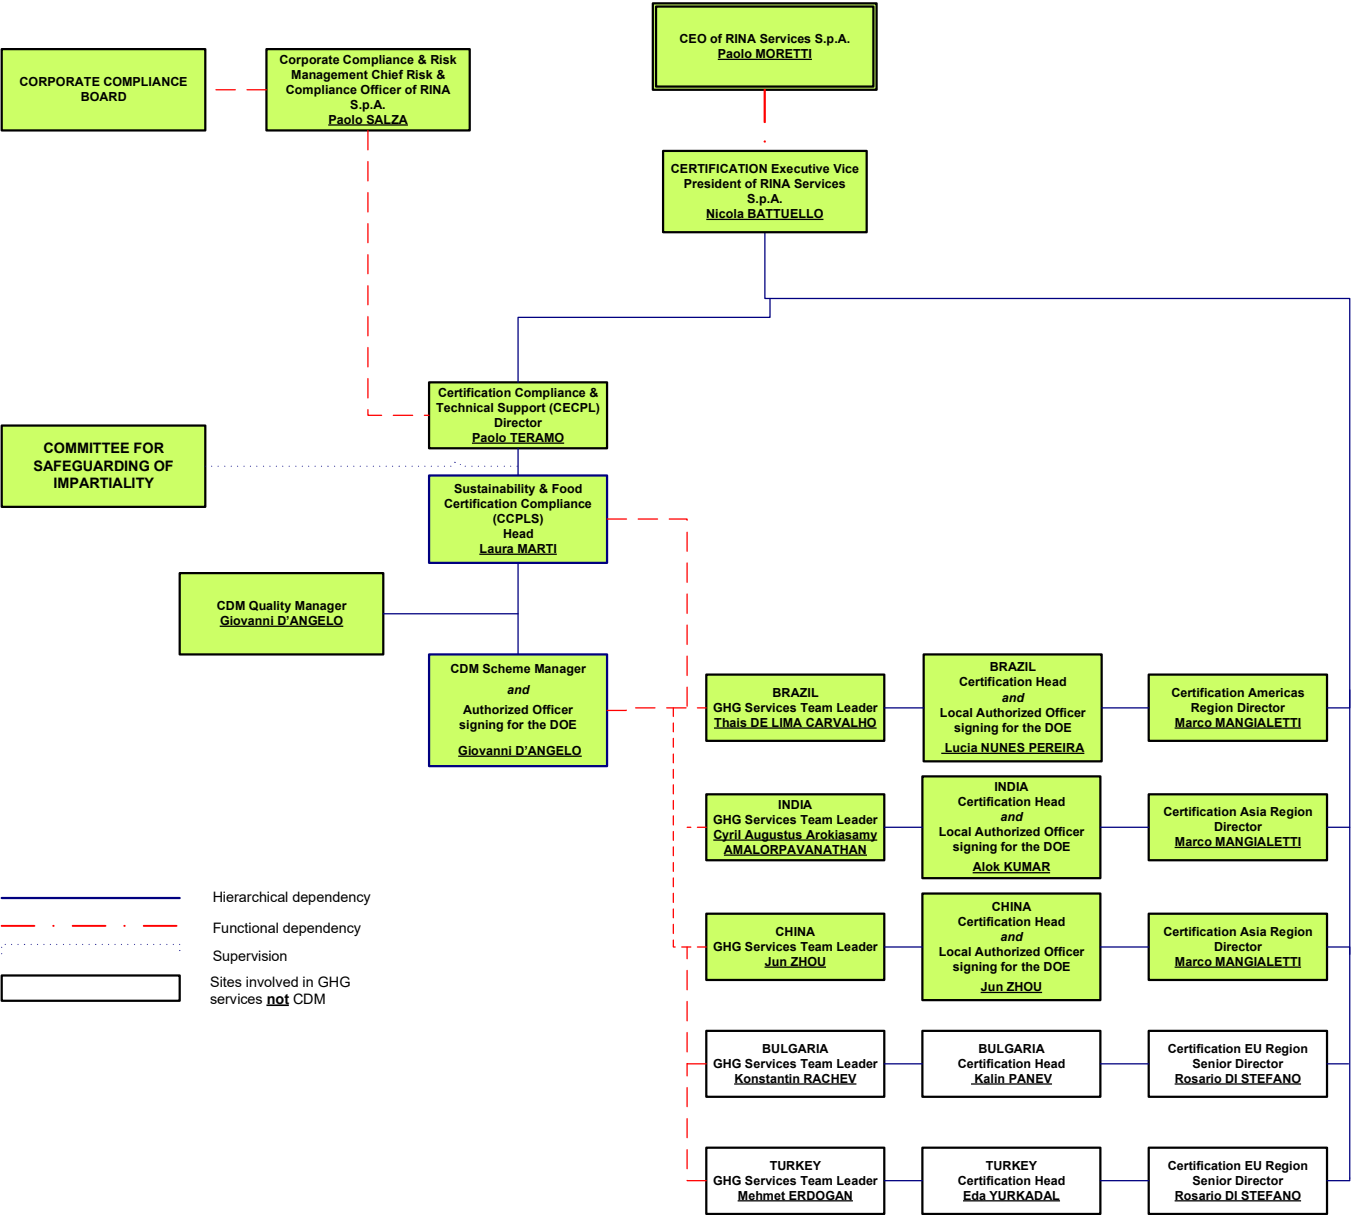 CEO of RINA Services S.p.A.
Paolo MORETTI
CORPORATE COMPLIANCE
BOARD
Corporate Compliance & Risk
Management Chief Risk &
Compliance Officer of RINA
S.p.A.
Paolo SALZA
CERTIFICATION Executive Vice
President of RINA Services
S.p.A.
Nicola BATTUELLO
Certification Compliance &
Technical Support (CECPL)
Director
Paolo TERAMO
COMMITTEE FOR
SAFEGUARDING OF
IMPARTIALITY
Sustainability & Food
Certification Compliance
(CCPLS)
Head
Laura MARTI
CDM Quality Manager
Giovanni D'ANGELO
CDM Scheme Manager
and
Authorized Officer
signing for the DOE
Giovanni D'ANGELO
BRAZIL
GHG Services Team Leader
Thais DE LIMA CARVALHO
BRAZIL
Certification Head
and
Local Authorized Officer
signing for the DOE
Lucia NUNES PEREIRA
Certification Americas
Region Director
Marco MANGIALETTI
INDIA
GHG Services Team Leader
Cyril Augustus Arokiasamy
AMALORPAVANATHAN
INDIA
Certification Head
and
Local Authorized Officer
signing for the DOE
Alok KUMAR
Certification Asia Region
Director
Marco MANGIALETTI
CHINA
GHG Services Team Leader
Jun ZHOU
CHINA
Certification Head
and
Local Authorized Officer
signing for the DOE
Jun ZHOU
Certification Asia Region
Director
Marco MANGIALETTI
BULGARIA
GHG Services Team Leader
Konstantin RACHEV
BULGARIA
Certification Head
Kalin PANEV
Certification EU Region
Senior Director
Rosario DI STEFANO
TURKEY
GHG Services Team Leader
Mehmet ERDOGAN
TURKEY
Certification Head
Eda YURKADAL
Certification EU Region
Senior Director
Rosario DI STEFANO
Hierarchical dependency
Functional dependency
Supervision
Sites involved in GHG
services not CDM